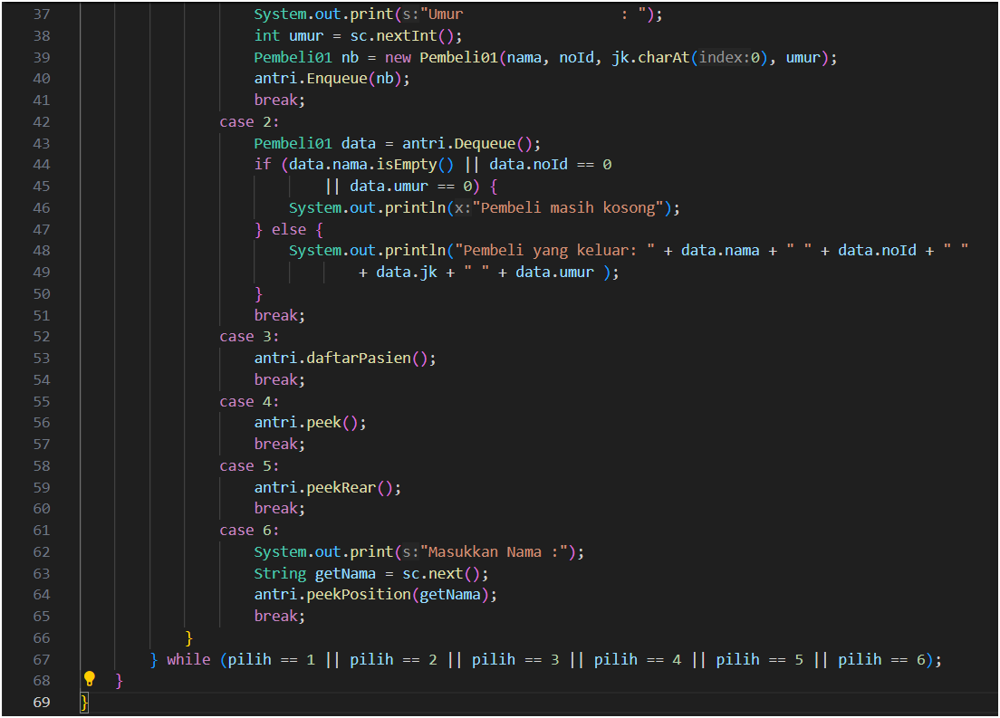 37 System.out.print(s:"Umur                  : ");
38 int umur = sc.nextInt();
39 Pembeli01 nb = new Pembeli01(nama, noId, jk.charAt(index:0), umur);
40 antri.Enqueue(nb);
41 break;
42 case 2:
43 Pembeli01 data = antri.Dequeue();
44 if (data.nama.isEmpty() || data.noId == 0
45 || data.umur == 0) {
46 System.out.println(x:"Pembeli masih kosong");
47 } else {
48 System.out.println("Pembeli yang keluar: " + data.nama + " " + data.noId + " "
49 + data.jk + " " + data.umur );
50 }
51 break;
52 case 3:
53 antri.daftarPasien();
54 break;
55 case 4:
56 antri.peek();
57 break;
58 case 5:
59 antri.peekRear();
60 break;
61 case 6:
62 System.out.print(s:"Masukkan Nama :");
63 String getNama = sc.next();
64 antri.peekPosition(getNama);
65 break;
66 }
67 } while (pilih == 1 || pilih == 2 || pilih == 3 || pilih == 4 || pilih == 5 || pilih == 6);
68 }
69 }